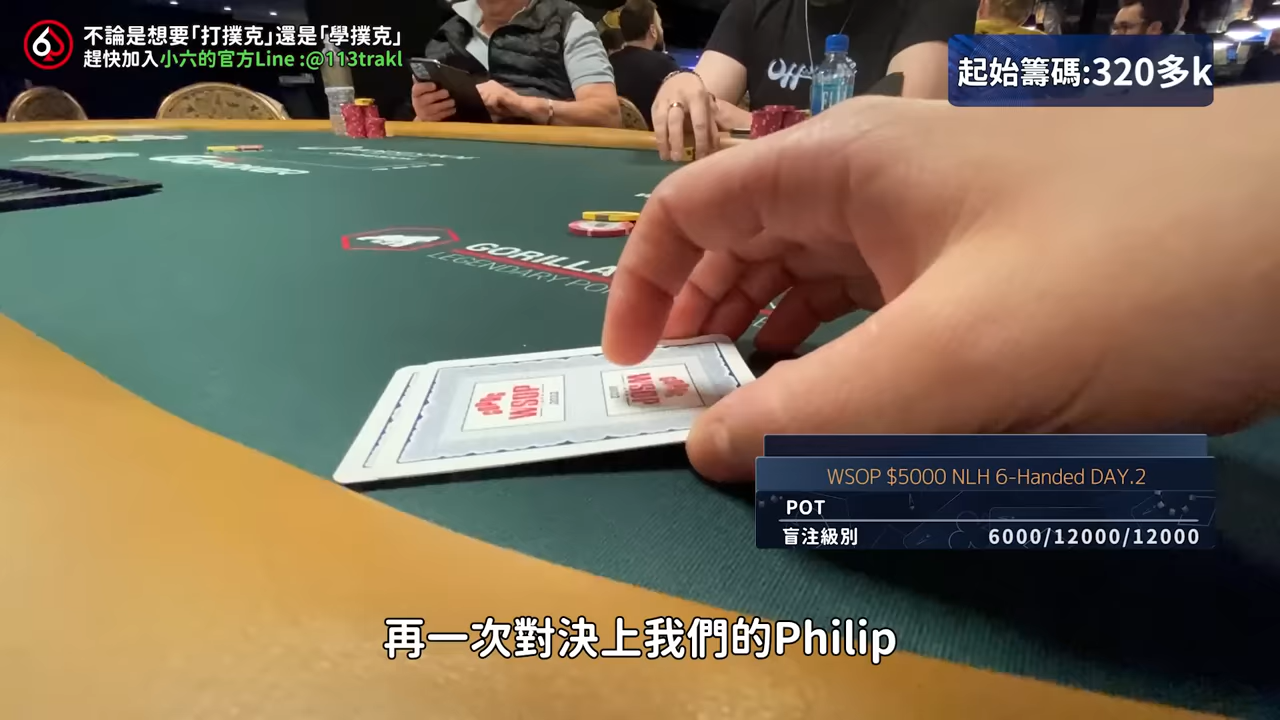 不論是想要「打撲克」還是「學撲克」
趕快加入小六的官方Line :@113trakl
起始籌碼:320多k
GORILLA
LEGENDARY PO
WSOP
WSOP
WSOP $5000 NLH 6-Handed DAY.2
POT
盲注級別 6000/12000/12000
再一次對決上我們的Philip